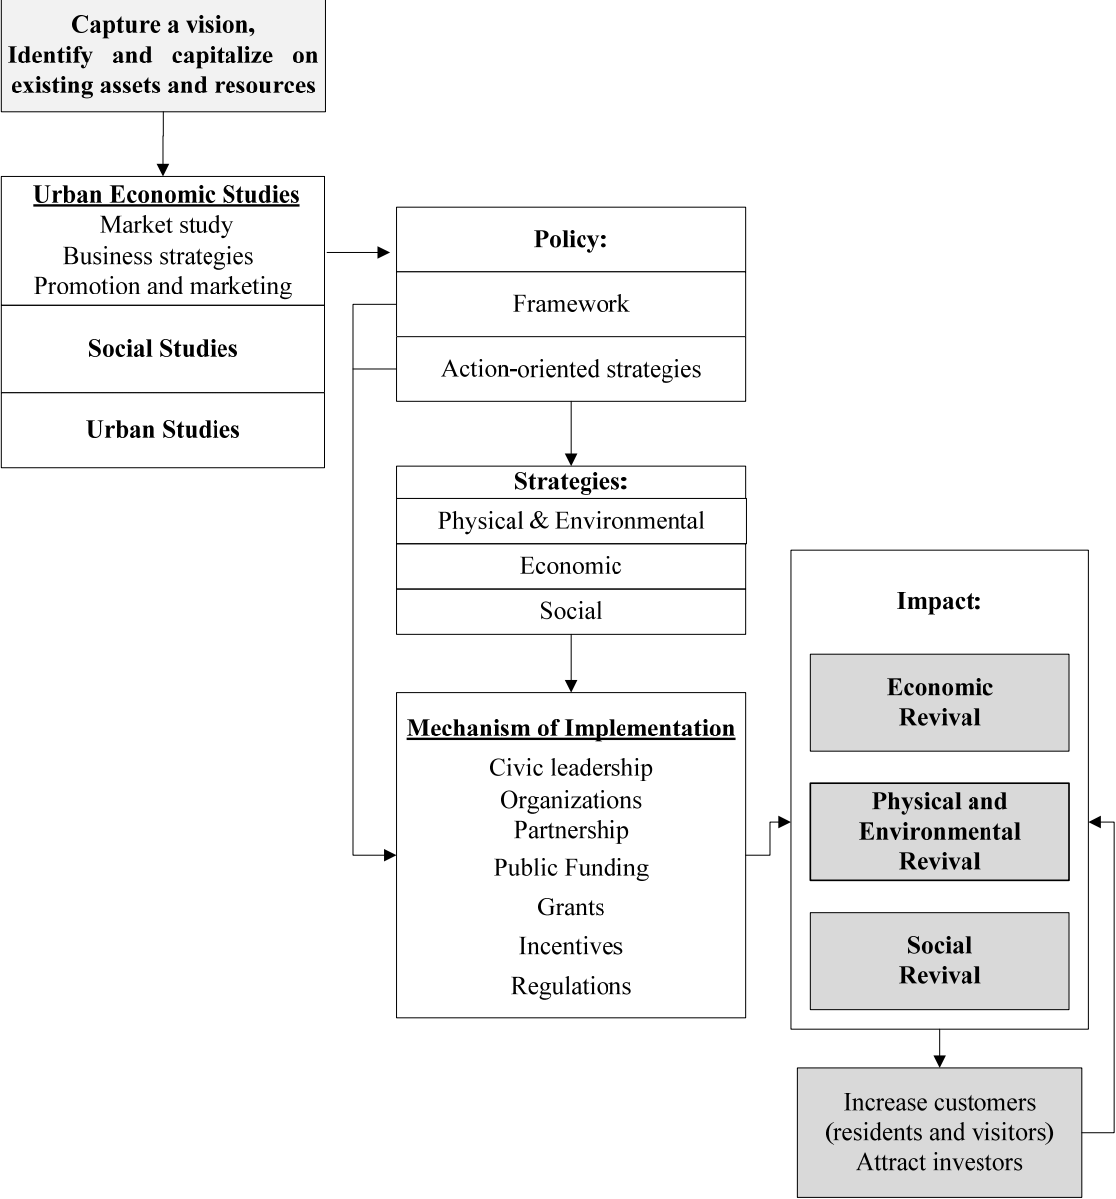 Capture a vision,
Identify and capitalize on
existing assets and resources
Urban Economic Studies
Market study
Business strategies
Promotion and marketing
Social Studies
Urban Studies
Policy:
Framework
Action-oriented strategies
Strategies:
Physical & Environmental
Economic
Social
Mechanism of Implementation
Civic leadership
Organizations
Partnership
Public Funding
Grants
Incentives
Regulations
Impact:
Economic
Revival
Physical and
Environmental
Revival
Social
Revival
Increase customers
(residents and visitors)
Attract investors